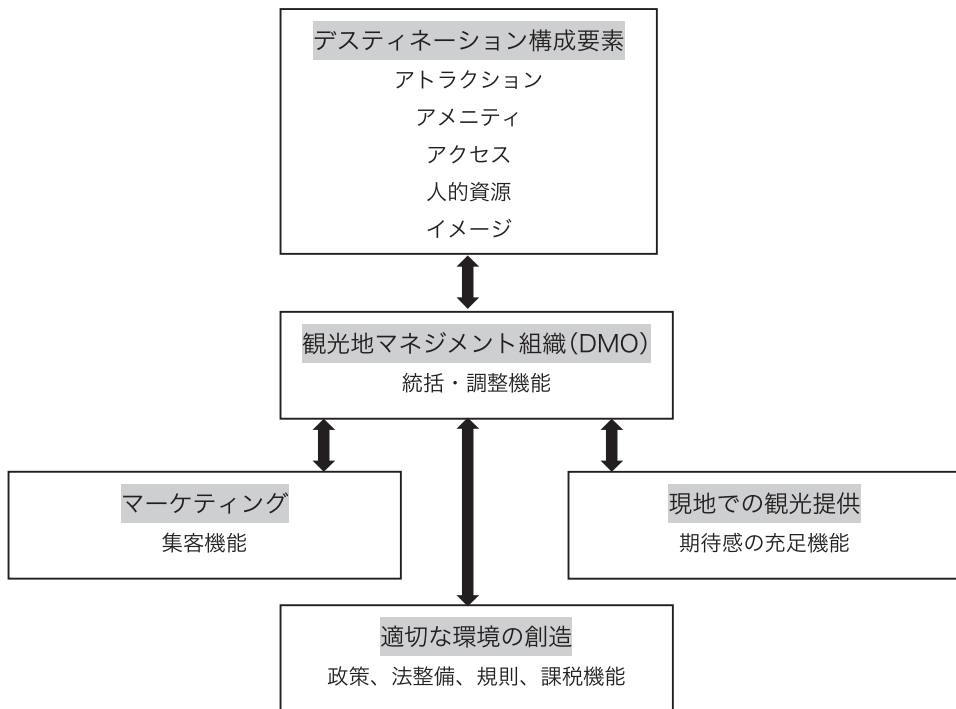 デスティネーション構成要素
アトラクション
アメニティ
アクセス
人的資源
イメージ
観光地マネジメント組織(DMO)
統括・調整機能
マーケティング
集客機能
現地での観光提供
期待感の充足機能
適切な環境の創造
政策、法整備、規則、課税機能